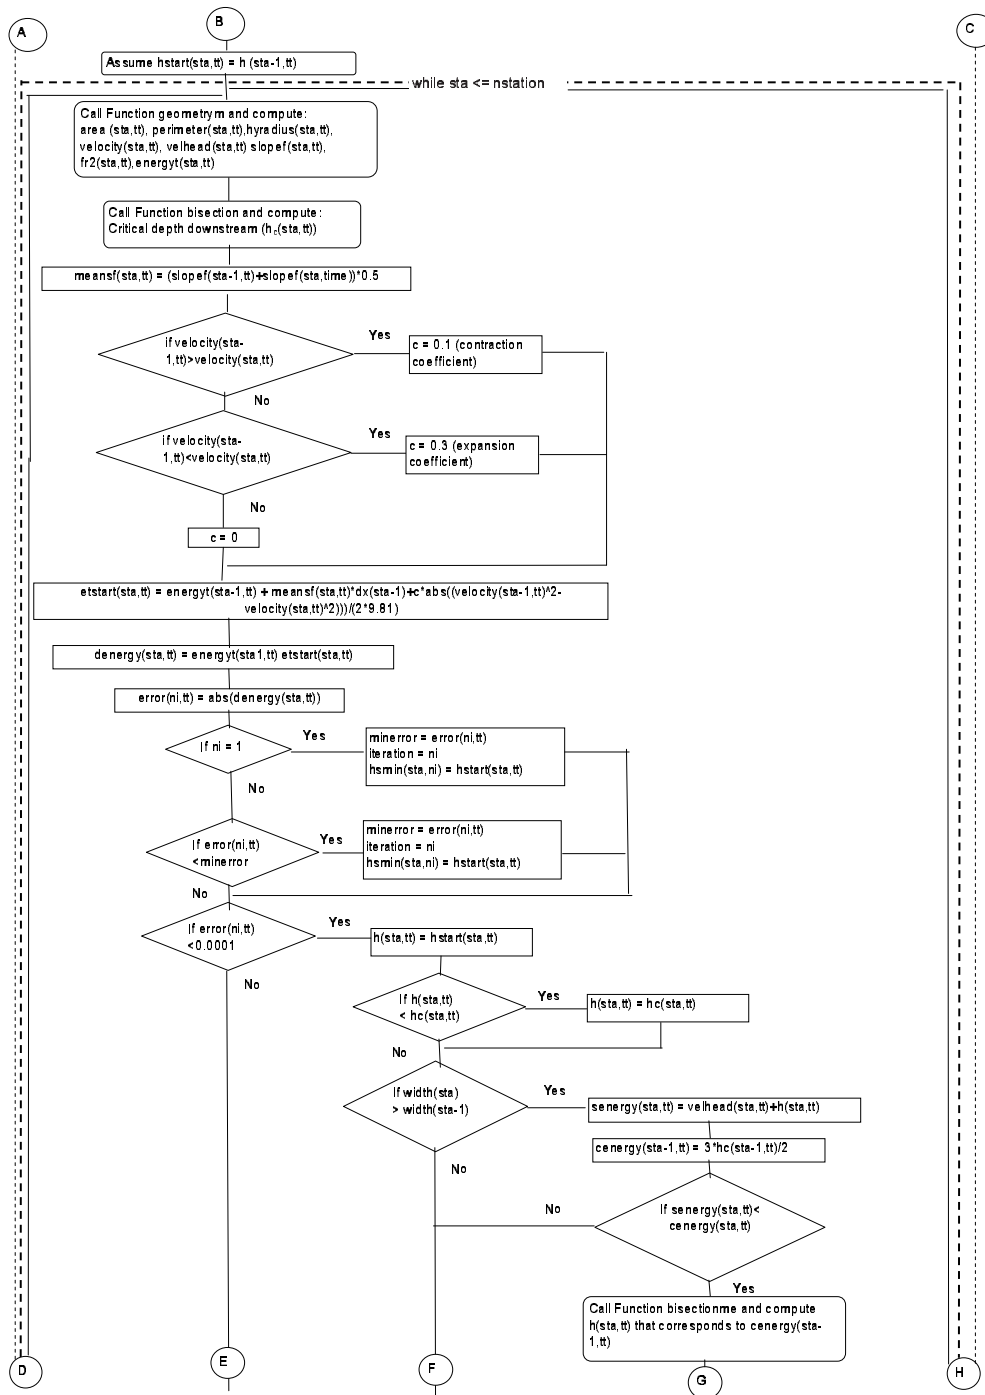 A
B
C
Assume hstart(sta,tt) = h (sta-1,tt)
while sta <= nstation
Call Function geometrym and compute:
area (sta,tt), perimeter(sta,tt),hyradius(sta,tt),
velocity(sta,tt), velhead(sta,tt) slopef(sta,tt),
fr2(sta,tt),energyt(sta,tt)
Call Function bisection and compute:
Critical depth downstream (hc(sta,tt))
meansf(sta,tt) = (slopef(sta-1,tt)+slopef(sta,time))*0.5
if velocity(sta-
1,tt)>velocity(sta,tt)
Yes
c = 0.1 (contraction
coefficient)
No
if velocity(sta-
1,tt)<velocity(sta,tt)
Yes
c = 0.3 (expansion
coefficient)
No
c = 0
etstart(sta,tt) = energyt(sta-1,tt) + meansf(sta,tt)*dx(sta-1)+c*abs((velocity(sta-1,tt)^2-
velocity(sta,tt)^2)))/(2*9.81)
denergy(sta,tt) = energyt(sta1,tt) etstart(sta,tt)
error(ni,tt) = abs(denergy(sta,tt))
If ni = 1
Yes
minerror = error(ni,tt)
iteration = ni
hsmin(sta,ni) = hstart(sta,tt)
No
If error(ni,tt)
<minerror
Yes
minerror = error(ni,tt)
iteration = ni
hsmin(sta,ni) = hstart(sta,tt)
No
If error(ni,tt)
<0.0001
Yes
h(sta,tt) = hstart(sta,tt)
No
If h(sta,tt)
< hc(sta,tt)
Yes
h(sta,tt) = hc(sta,tt)
No
If width(sta)
> width(sta-1)
Yes
senergy(sta,tt) = velhead(sta,tt)+h(sta,tt)
cenergy(sta-1,tt) = 3*hc(sta-1,tt)/2
No
If senergy(sta,tt)<
cenergy(sta,tt)
No
Yes
Call Function bisectionme and compute
h(sta,tt) that corresponds to cenergy(sta-
1,tt)
D
E
F
G
H